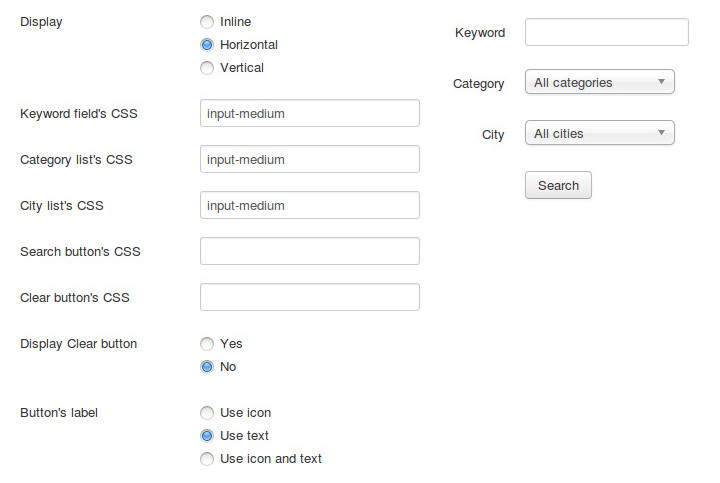 Display
Inline
Horizontal
Vertical
Keyword field's CSS
input-medium
Category list's CSS
input-medium
City list's CSS
input-medium
Search button's CSS
Clear button's CSS
Display Clear button
Yes
No
Button's label
Use icon
Use text
Use icon and text
Keyword
Category
All categories
City
All cities
Search